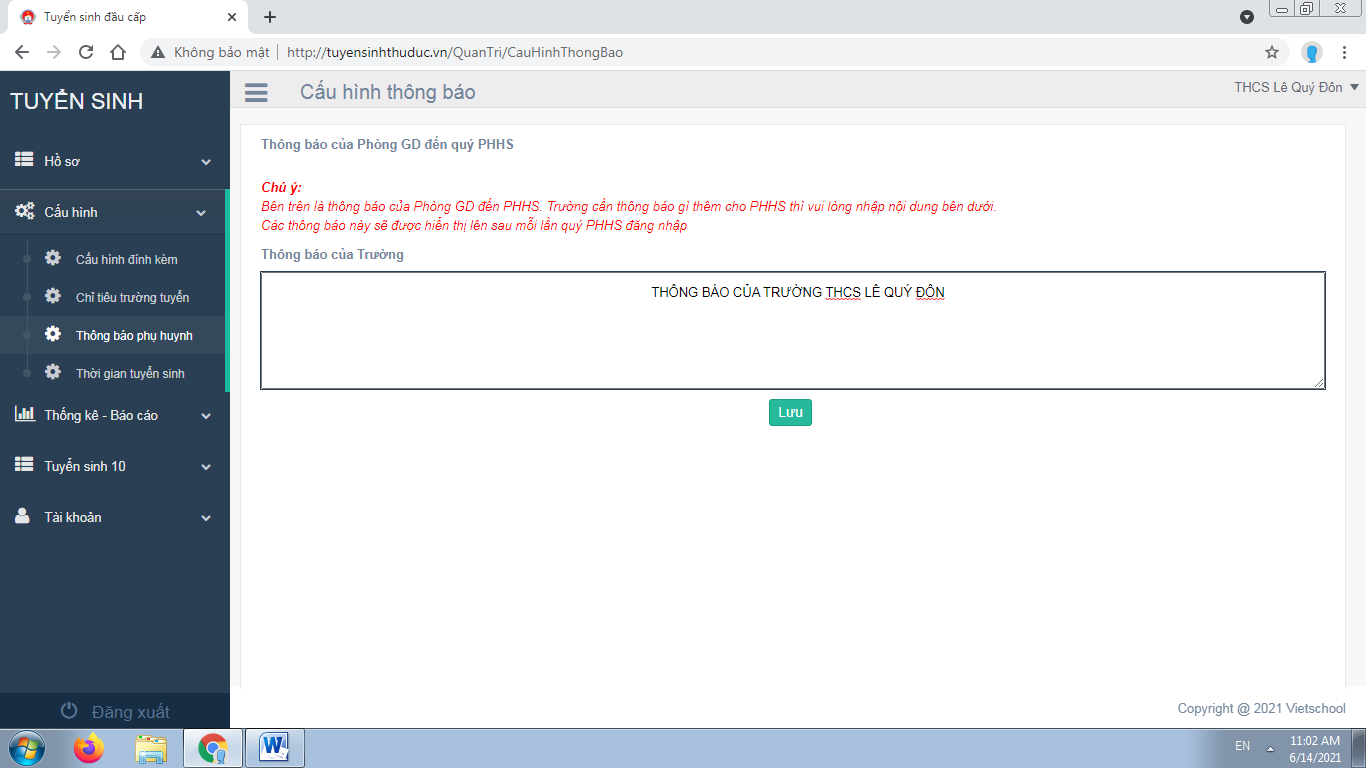 Tuyển sinh đầu cấp
Không bảo mật
http://tuyensinhthuduc.vn/QuanTri/CauHinhThongBao
TUYỂN SINH
Cấu hình thông báo
THCS Lê Quý Đôn
Hồ sơ
Cấu hình
Cấu hình đính kèm
Chỉ tiêu trường tuyển
Thông báo phụ huynh
Thời gian tuyển sinh
Thống kê - Báo cáo
Tuyển sinh 10
Tài khoản
Đăng xuất
Thông báo của Phòng GD đến quý PHHS
Chú ý:
Bên trên là thông báo của Phòng GD đến PHHS. Trường cần thông báo gì thêm cho PHHS thì vui lòng nhập nội dung bên dưới.
Các thông báo này sẽ được hiển thị lên sau mỗi lần quý PHHS đăng nhập
Thông báo của Trường
THÔNG BÁO CỦA TRƯỜNG THCS LÊ QUÝ ĐÔN
Lưu
Copyright @ 2021 Vietschool
EN
11:02 AM
6/14/2021